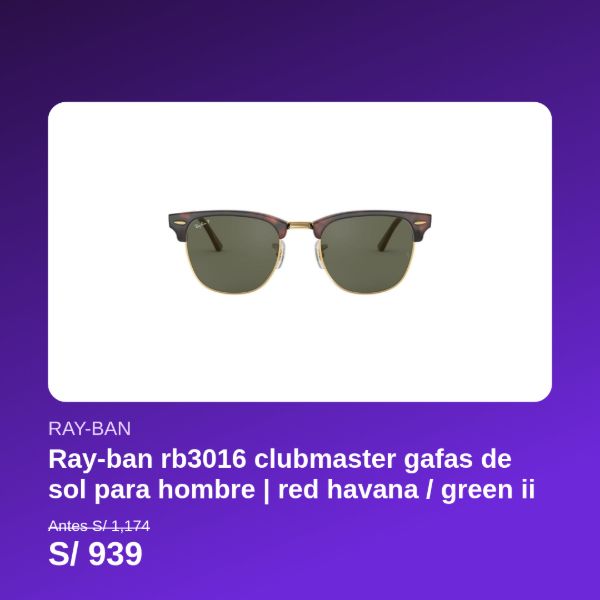 RAY-BAN
Ray-ban rb3016 clubmaster gafas de
sol para hombre | red havana / green ii
Antes S/ 1,174
S/ 939